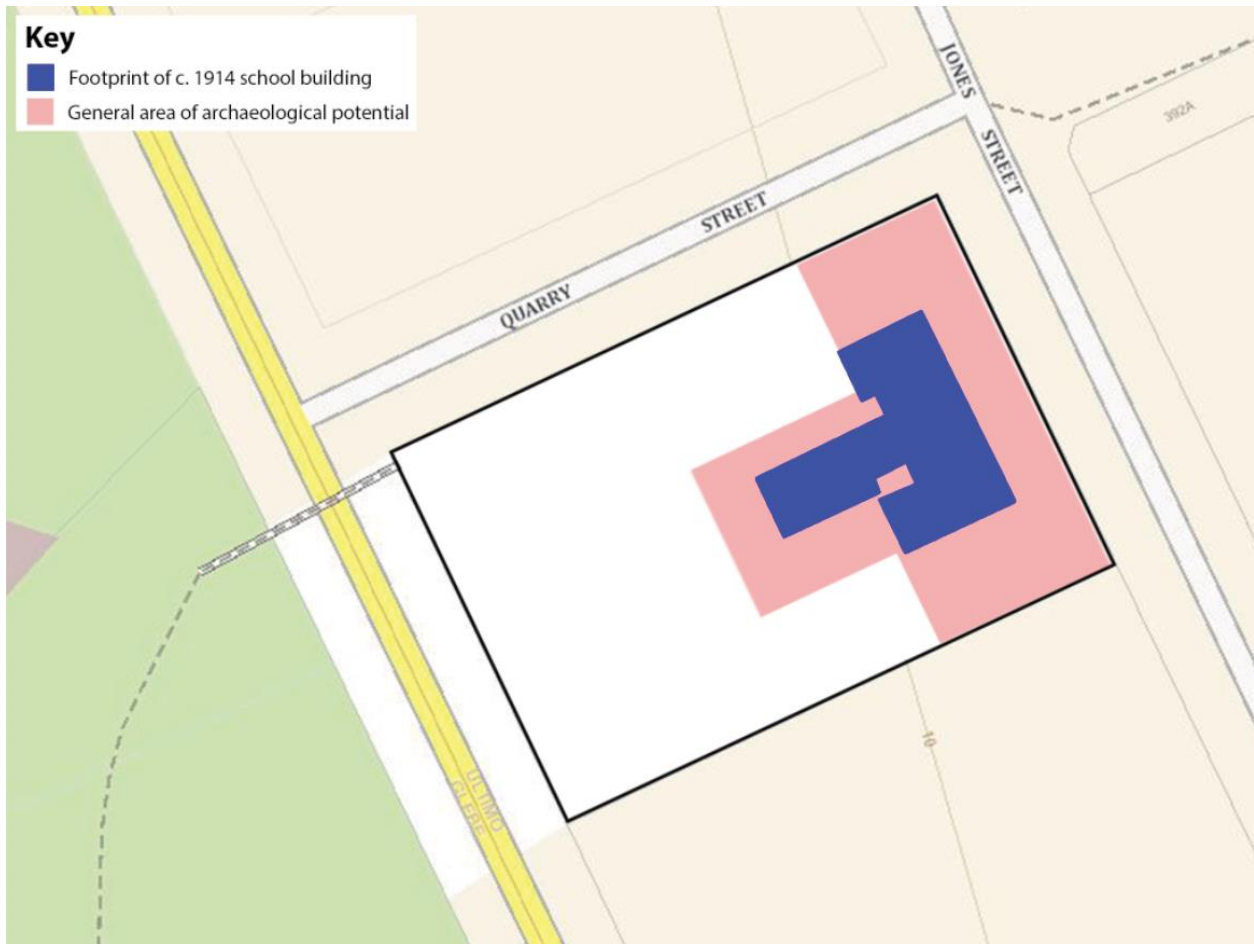 Key
Footprint of c. 1914 school building
General area of archaeological potential
JONES
STREET
392A
QUARRY
STREET
10
ULTIMO
GLEBE